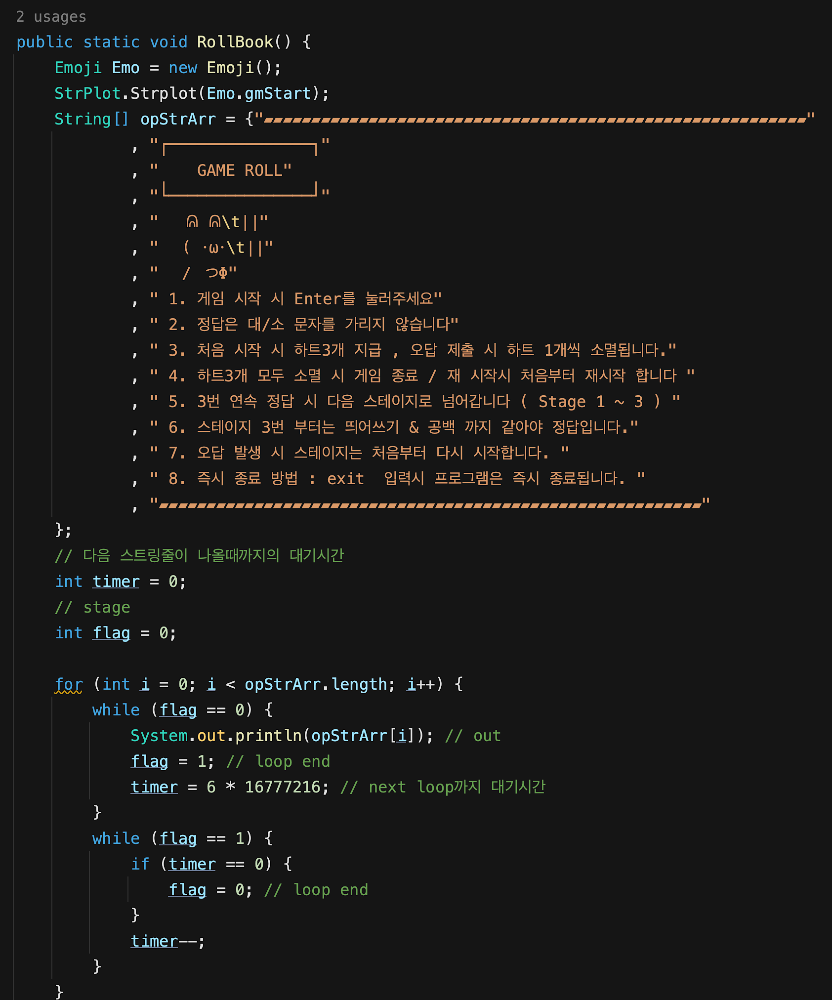 2 usages
public static void RollBook() {
Emoji Emo = new Emoji();
StrPlot.Strplot(Emo.gmStart);
String[] opStrArr = {"▰▰▰▰▰▰▰▰▰▰▰▰▰▰▰▰▰▰▰▰▰▰▰▰▰▰▰▰▰▰▰▰▰▰▰▰▰▰▰▰▰▰▰▰▰▰▰▰▰▰▰▰▰▰▰▰▰"
, "┌────────────────┐"
, "    GAME ROLL"
, "└────────────────┘"
, "   ᕱ ᕱ\t||"
, "  ( ･ω･\t||"
, "  /  つΦ"
, " 1. 게임 시작 시 Enter를 눌러주세요"
, " 2. 정답은 대/소 문자를 가리지 않습니다"
, " 3. 처음 시작 시 하트3개 지급 , 오답 제출 시 하트 1개씩 소멸됩니다."
, " 4. 하트3개 모두 소멸 시 게임 종료 / 재 시작시 처음부터 재시작 합니다 "
, " 5. 3번 연속 정답 시 다음 스테이지로 넘어갑니다 ( Stage 1 ~ 3 ) "
, " 6. 스테이지 3번 부터는 띄어쓰기 & 공백 까지 같아야 정답입니다."
, " 7. 오답 발생 시 스테이지는 처음부터 다시 시작합니다. "
, " 8. 즉시 종료 방법 : exit  입력시 프로그램은 즉시 종료됩니다. "
, "▰▰▰▰▰▰▰▰▰▰▰▰▰▰▰▰▰▰▰▰▰▰▰▰▰▰▰▰▰▰▰▰▰▰▰▰▰▰▰▰▰▰▰▰▰▰▰▰▰▰▰▰▰▰▰▰▰"
};
// 다음 스트링줄이 나올때까지의 대기시간
int timer = 0;
// stage
int flag = 0;
for (int i = 0; i < opStrArr.length; i++) {
while (flag == 0) {
System.out.println(opStrArr[i]); // out
flag = 1; // loop end
timer = 6 * 16777216; // next loop까지 대기시간
}
while (flag == 1) {
if (timer == 0) {
flag = 0; // loop end
}
timer--;
}
}